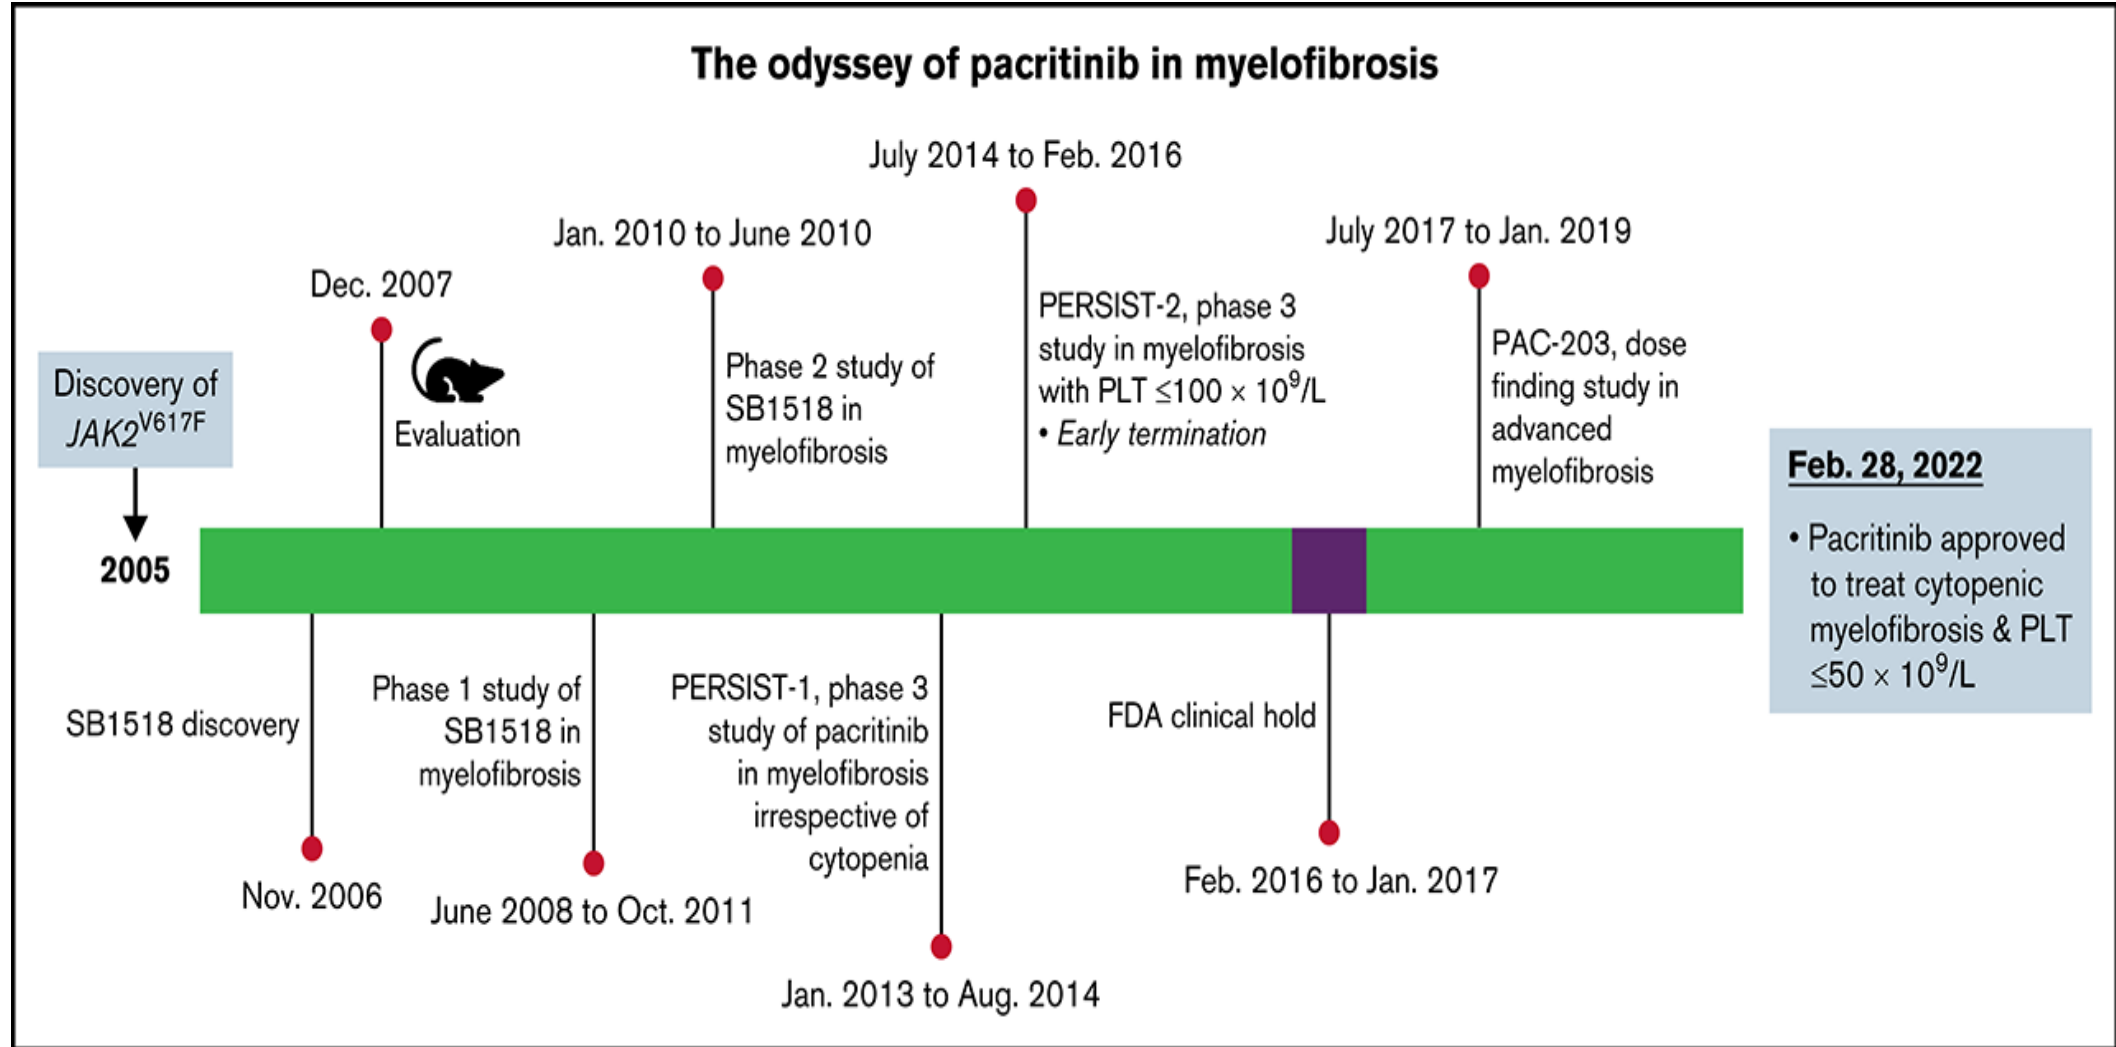 The odyssey of pacritinib in myelofibrosis
Discovery of
JAK2V617F
2005
Dec. 2007
Evaluation
Jan. 2010 to June 2010
Phase 2 study of
SB1518 in
myelofibrosis
July 2014 to Feb. 2016
PERSIST-2, phase 3
study in myelofibrosis
with PLT ≤100 × 10⁹/L
• Early termination
July 2017 to Jan. 2019
PAC-203, dose
finding study in
advanced
myelofibrosis
SB1518 discovery
Nov. 2006
Phase 1 study of
SB1518 in
myelofibrosis
June 2008 to Oct. 2011
PERSIST-1, phase 3
study of pacritinib
in myelofibrosis
irrespective of
cytopenia
Jan. 2013 to Aug. 2014
FDA clinical hold
Feb. 2016 to Jan. 2017
Feb. 28, 2022
• Pacritinib approved
to treat cytopenic
myelofibrosis & PLT
≤50 × 10⁹/L